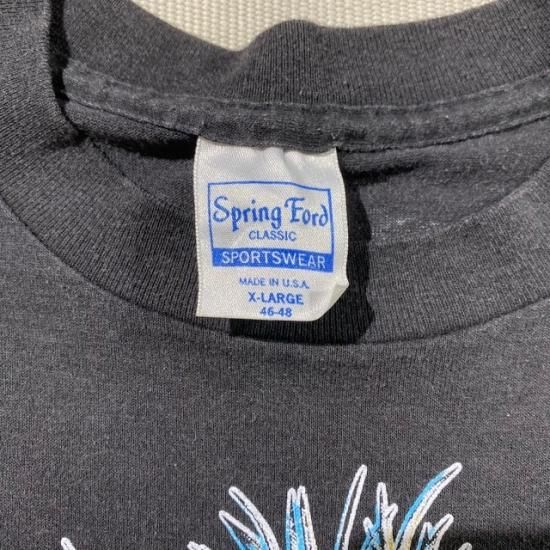 Spring Ford
CLASSIC
SPORTSWEAR
MADE IN U.S.A.
X-LARGE
46-48